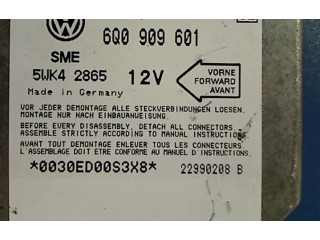 6Q0 909 601
SME
5WK4 2865 12V
VORNE
FORWARD
AVANT
Made in Germany
VOR JEDER DEMONTAGE ALLE STECKVERBINDUNGEN LOESEN.
MONTAGE NUR NACH EINBAUANWEISUNG.
BEFORE EVERY DISASSEMBLY, DETACH ALL CONNECTORS
ASSEMBLE STRICTLY ACCORDING TO MANUAL INSTRUCTIONS
AVANT TOUT DEMONTAGE ENLEVER TOUS LES CONNECTEURS
L'ASSEMBLAGE DOIT ETRE CONFORME AU MANUEL D'INSTRUCTIONS
*0030ED00S3X8* 22990208 B